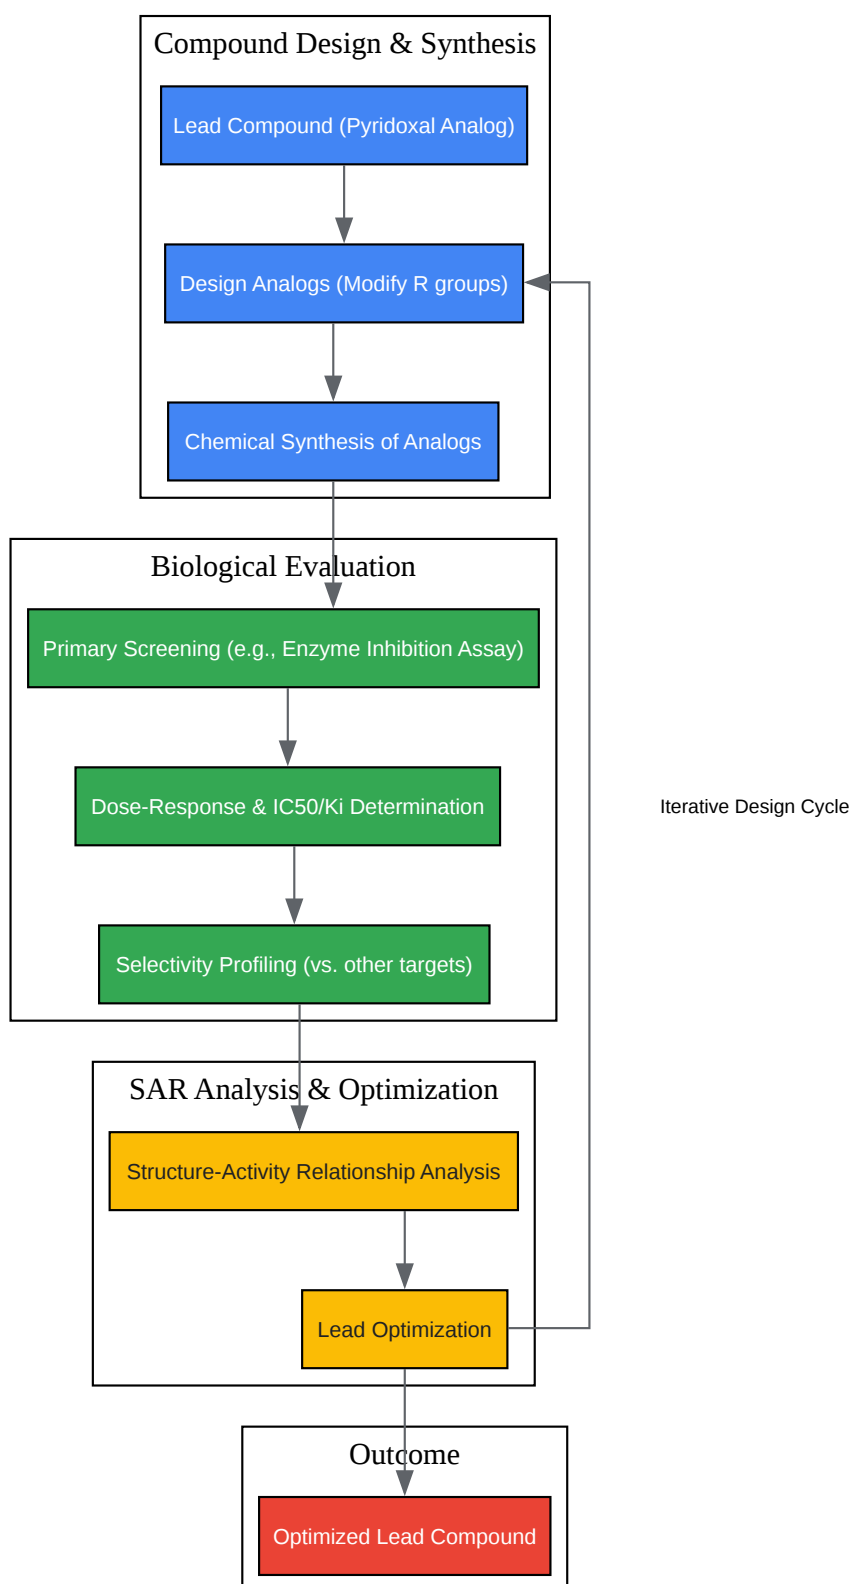 Compound Design & Synthesis
Lead Compound (Pyridoxal Analog)
Design Analogs (Modify R groups)
Chemical Synthesis of Analogs
Biological Evaluation
Primary Screening (e.g., Enzyme Inhibition Assay)
Dose-Response & IC50/Ki Determination
Iterative Design Cycle
Selectivity Profiling (vs. other targets)
SAR Analysis & Optimization
Structure-Activity Relationship Analysis
Lead Optimization
Outcome
Optimized Lead Compound